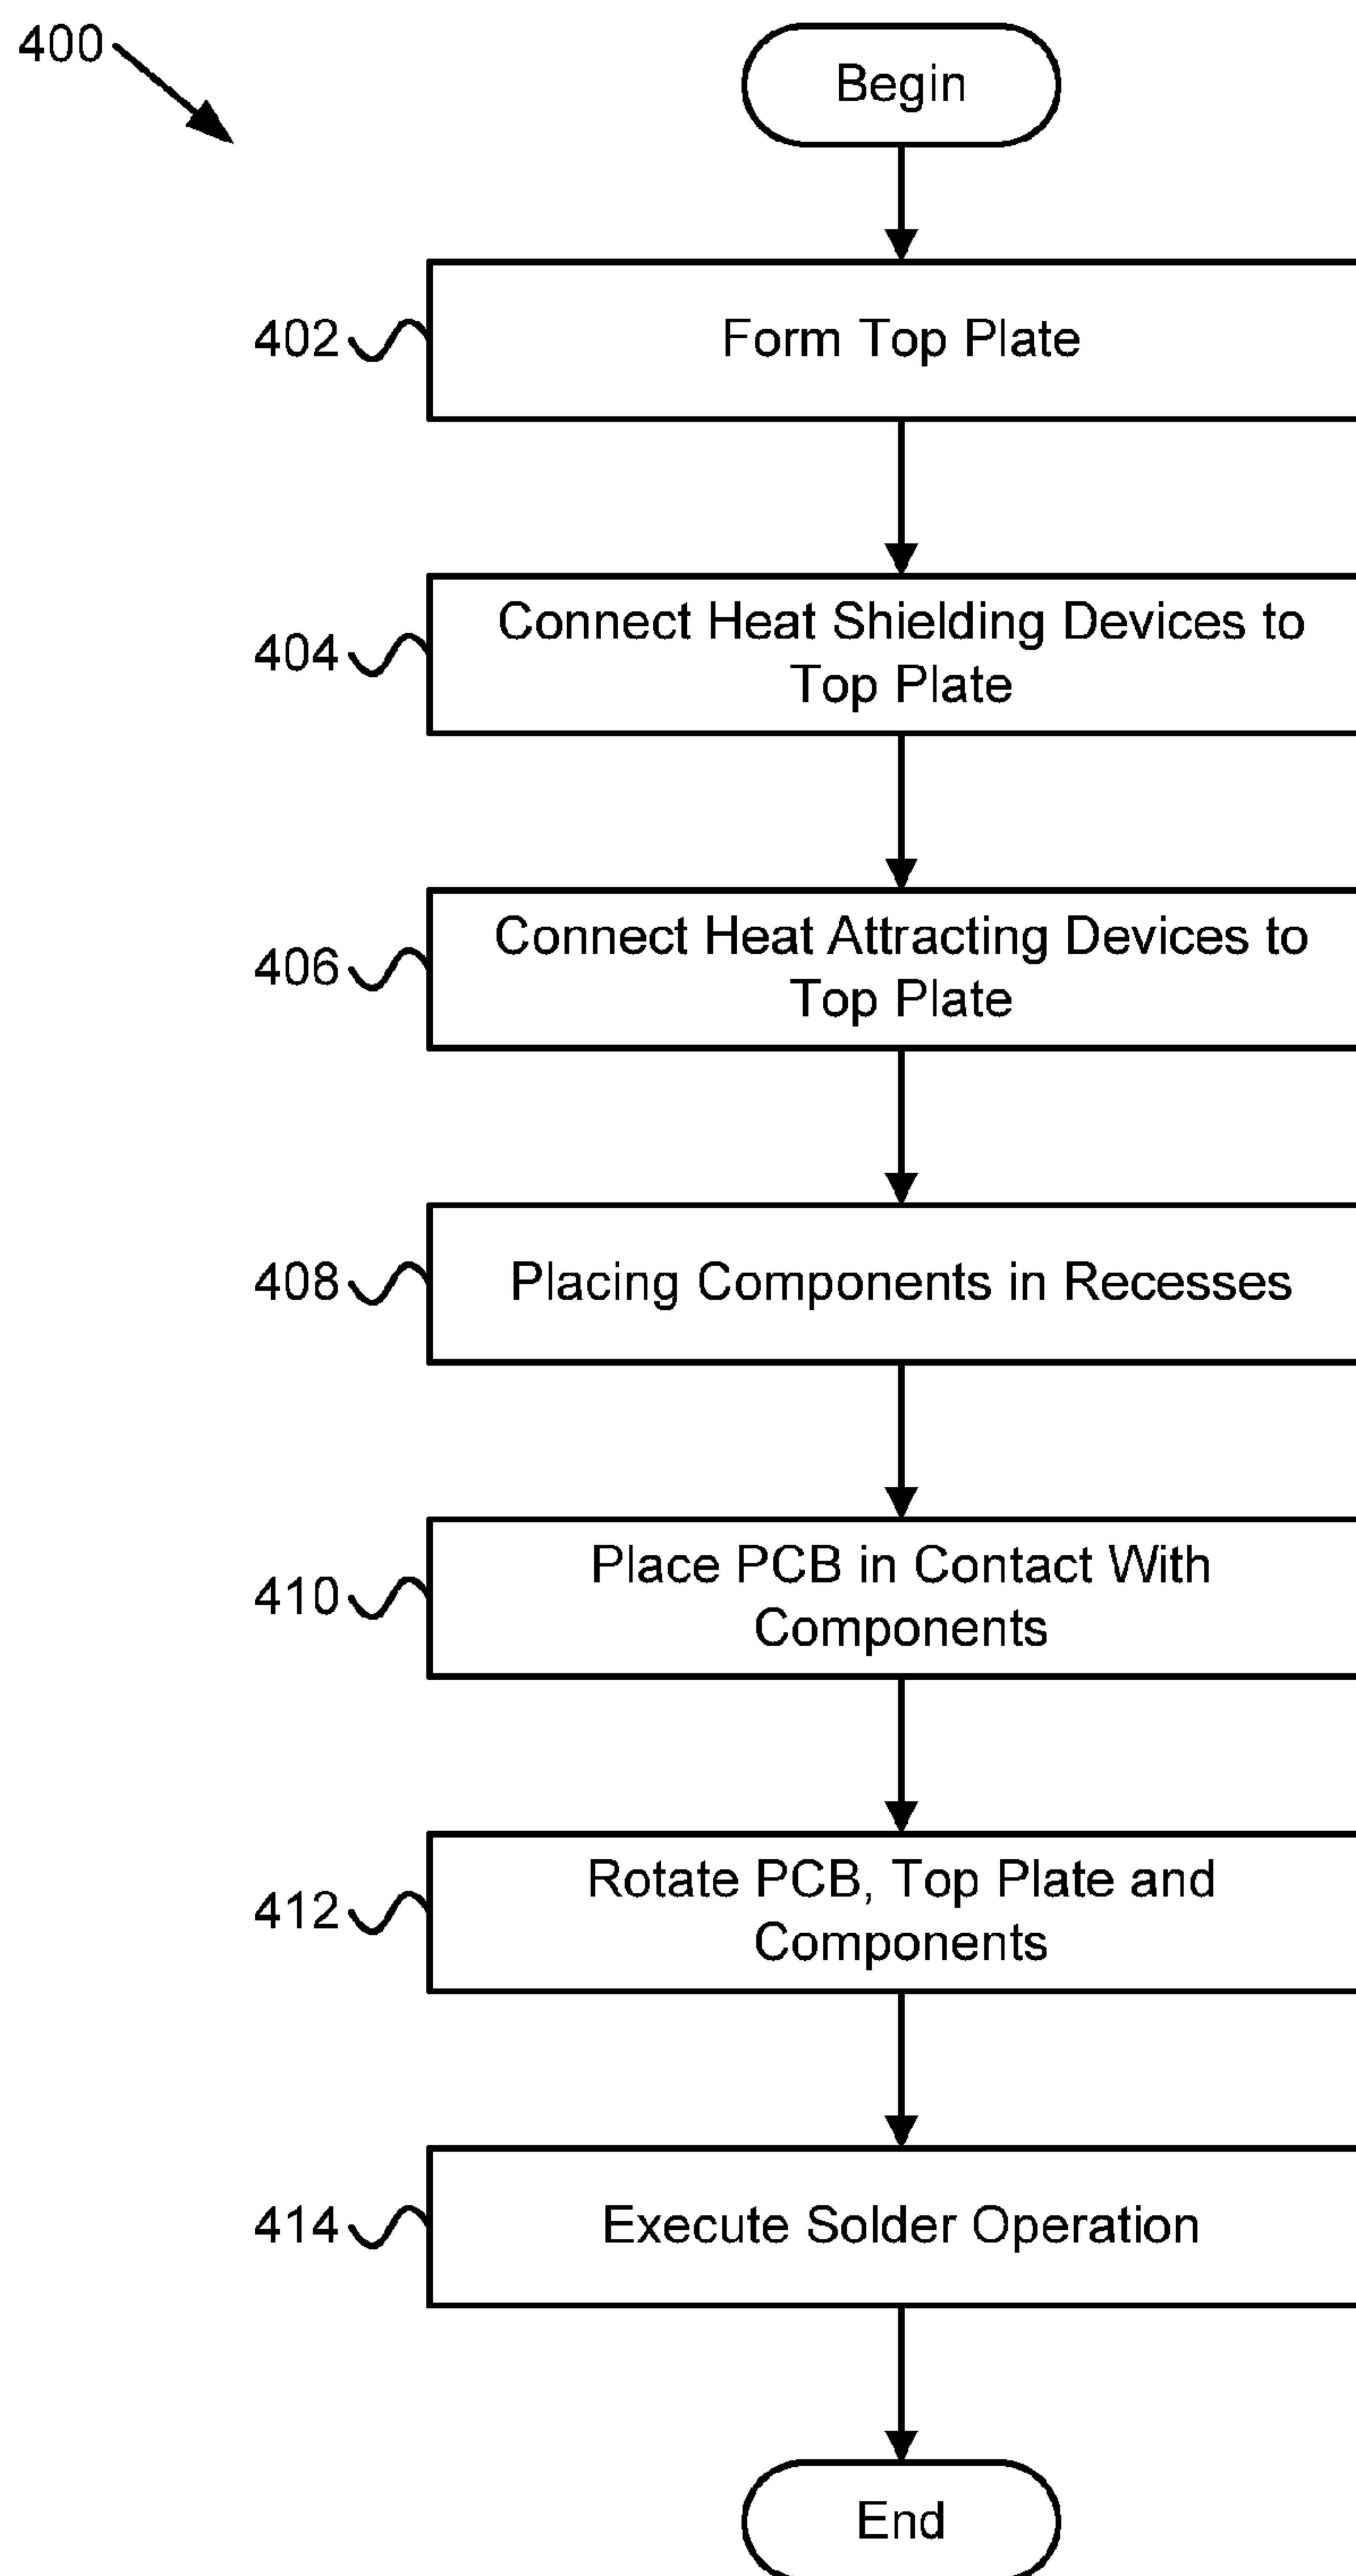 400
Begin
402
Form Top Plate
404
Connect Heat Shielding Devices to
Top Plate
406
Connect Heat Attracting Devices to
Top Plate
408
Placing Components in Recesses
410
Place PCB in Contact With
Components
412
Rotate PCB, Top Plate and
Components
414
Execute Solder Operation
End